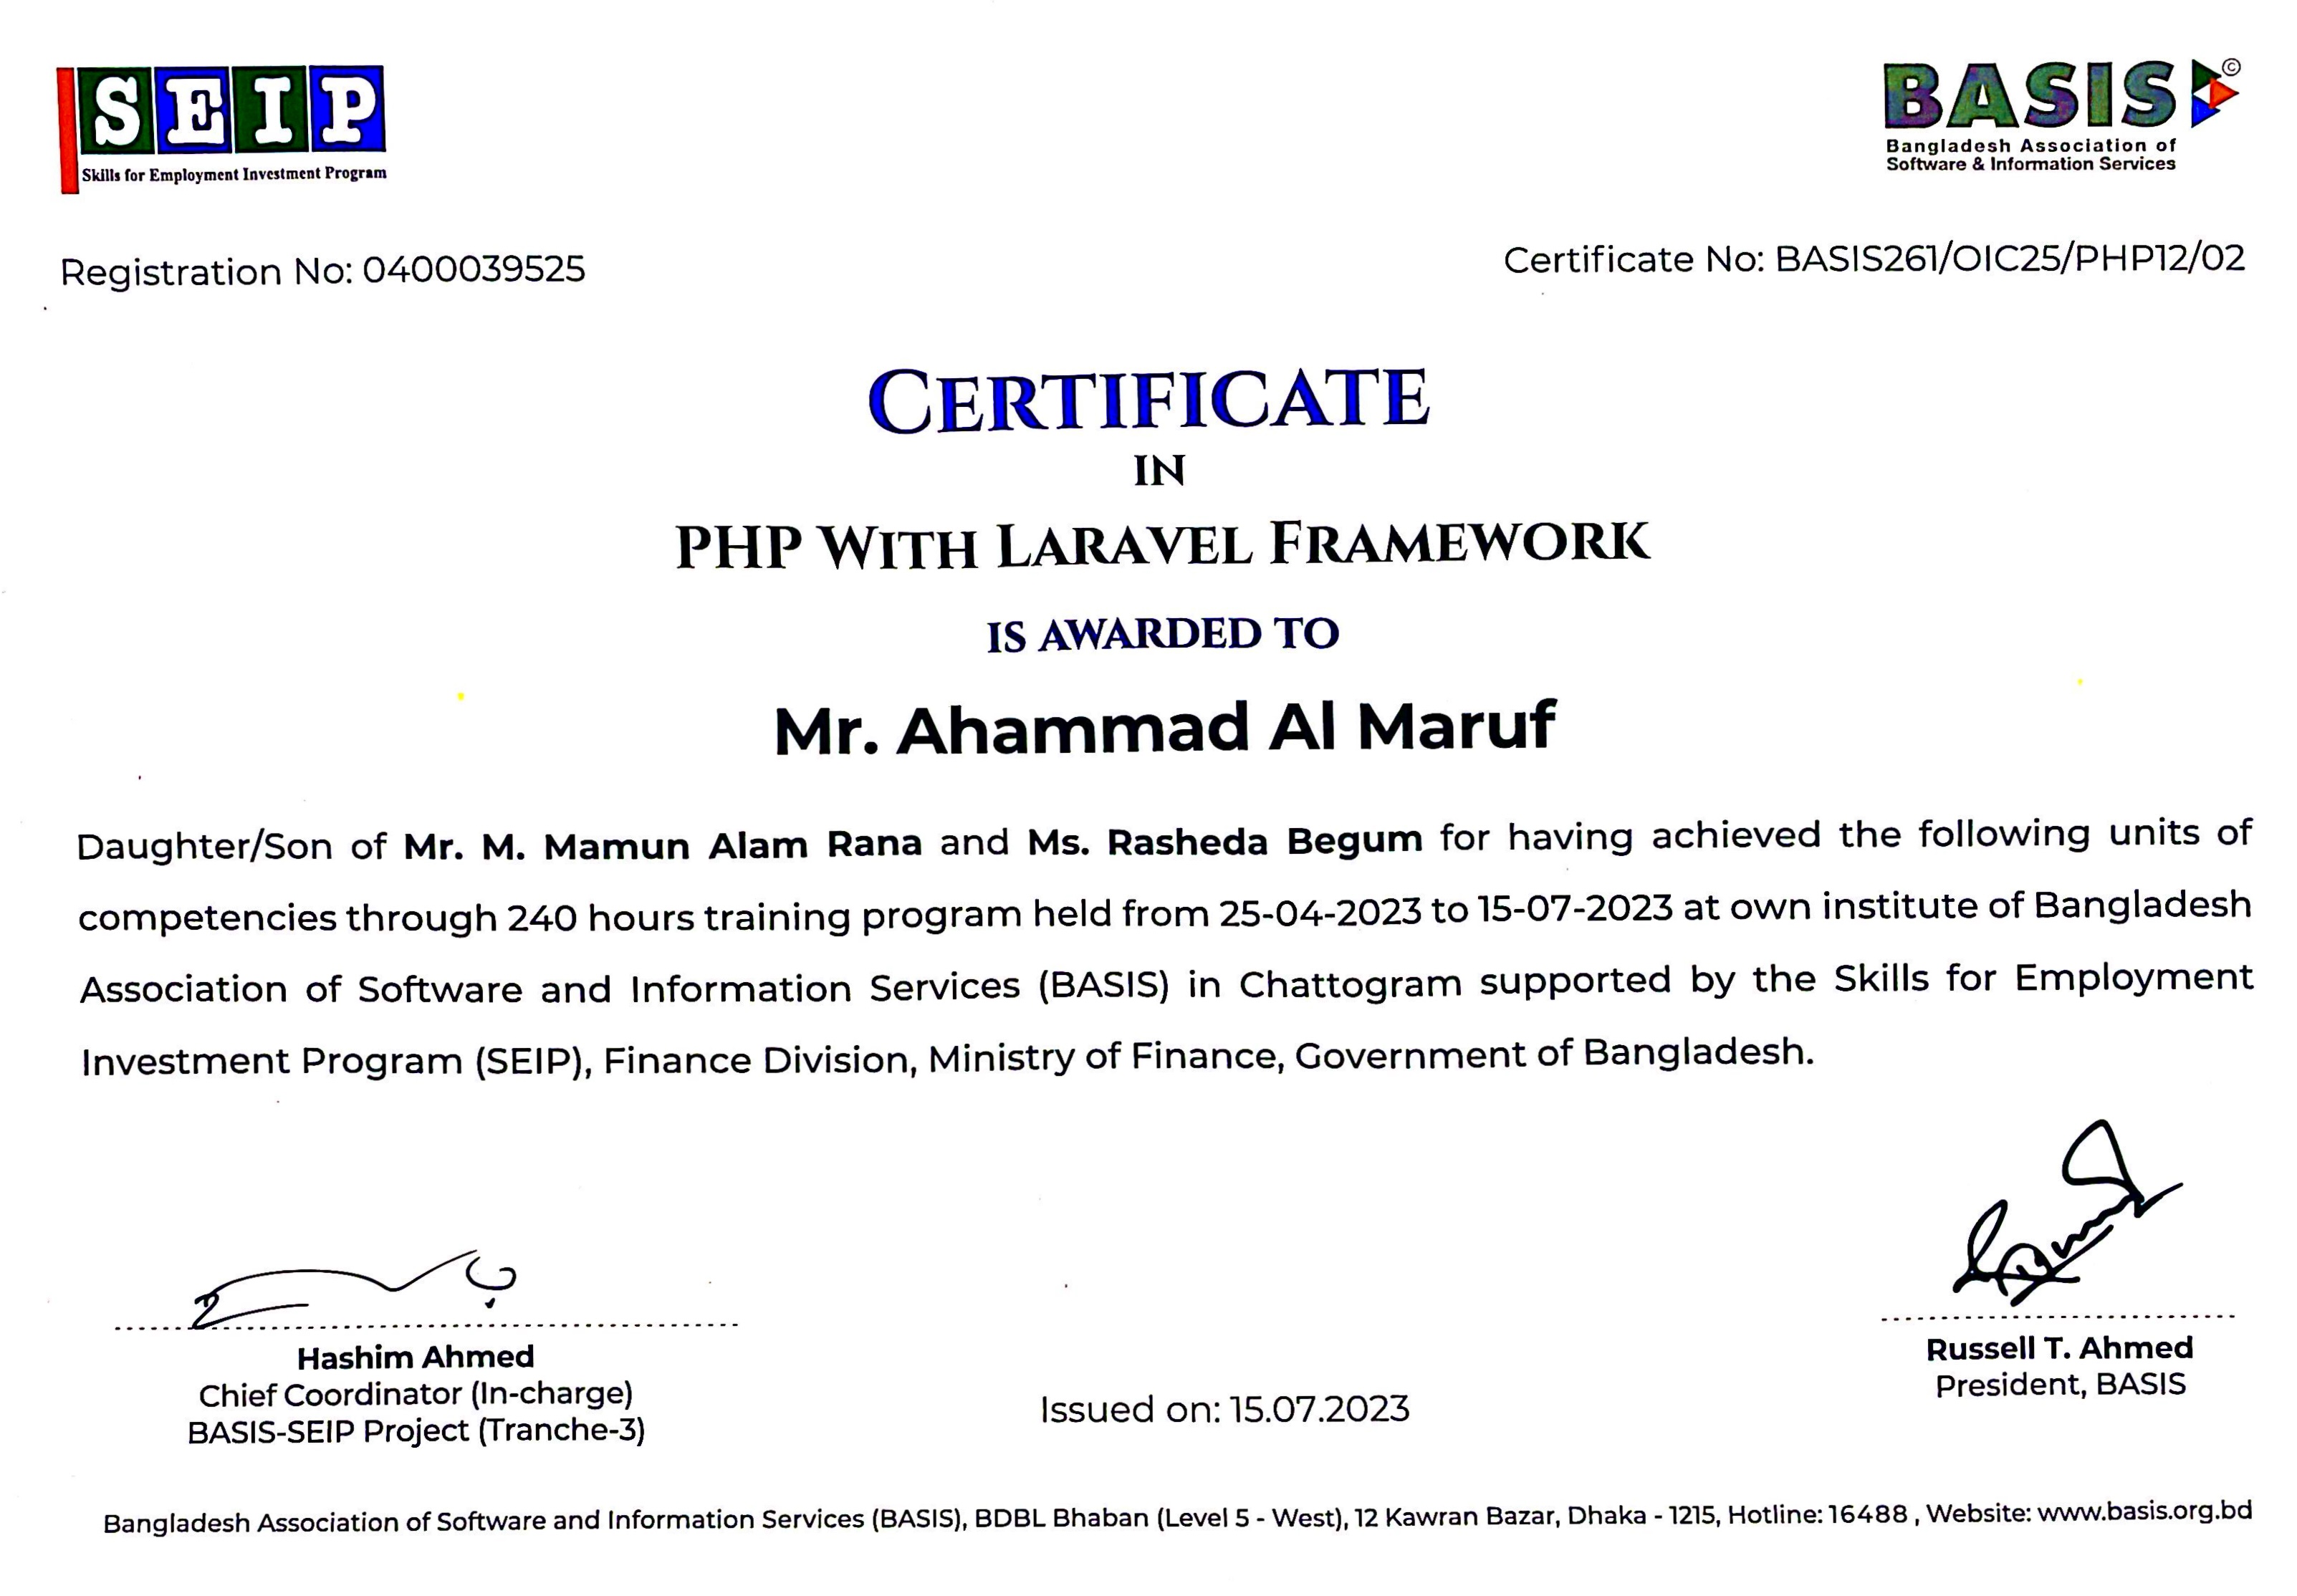 SEIP
Skills for Employment Investment Program
BASIS ©
Bangladesh Association of
Software & Information Services
Registration No: 0400039525
Certificate No: BASIS261/OIC25/PHP12/02
CERTIFICATE
IN
PHP WITH LARAVEL FRAMEWORK
IS AWARDED TO
Mr. Ahammad Al Maruf
Daughter/Son of Mr. M. Mamun Alam Rana and Ms. Rasheda Begum for having achieved the following units of
competencies through 240 hours training program held from 25-04-2023 to 15-07-2023 at own institute of Bangladesh
Association of Software and Information Services (BASIS) in Chattogram supported by the Skills for Employment
Investment Program (SEIP), Finance Division, Ministry of Finance, Government of Bangladesh.
Hashim Ahmed
Chief Coordinator (In-charge)
BASIS-SEIP Project (Tranche-3)
Issued on: 15.07.2023
Russell T. Ahmed
President, BASIS
Bangladesh Association of Software and Information Services (BASIS), BDBL Bhaban (Level 5 - West), 12 Kawran Bazar, Dhaka - 1215, Hotline: 16488 , Website: www.basis.org.bd